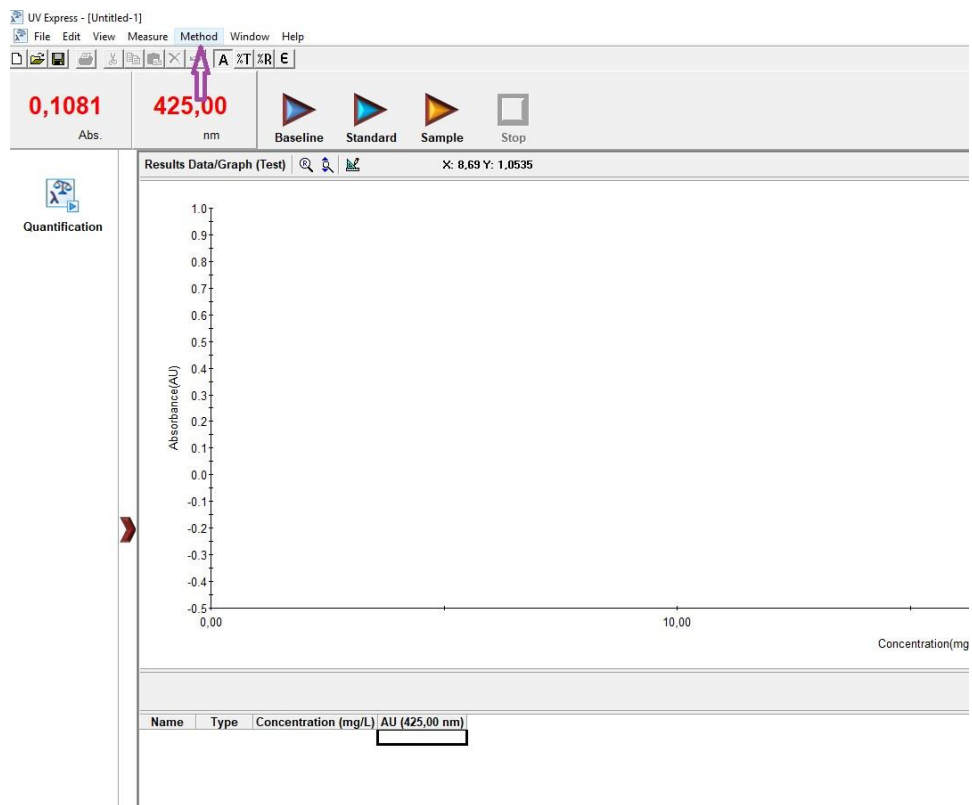 UV Express - [Untitled-1]
File Edit View Measure Method Window Help
A %T %R E
0,1081 425,00
Abs. nm
Baseline Standard Sample Stop
Results Data/Graph (Test) X: 8,69 Y: 1,0535
Quantification
1.0
0.9
0.8
0.7
0.6
0.5
0.4
0.3
0.2
0.1
0.0
-0.1
-0.2
-0.3
-0.4
-0.5
Absorbance(AU)
0,00 10,00
Concentration(mg
Name Type Concentration (mg/L) AU (425,00 nm)